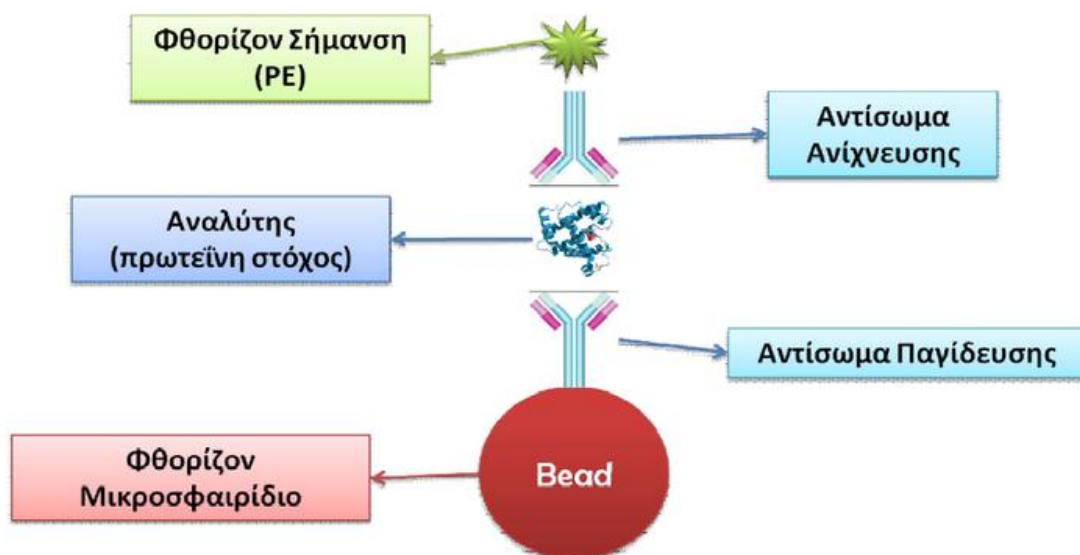 Φθορίζον Σήμανση
(PE)
Αντίσωμα
Ανίχνευσης
Αναλύτης
(πρωτεΐνη στόχος)
Αντίσωμα Παγίδευσης
Φθορίζον
Μικροσφαιρίδιο
Bead